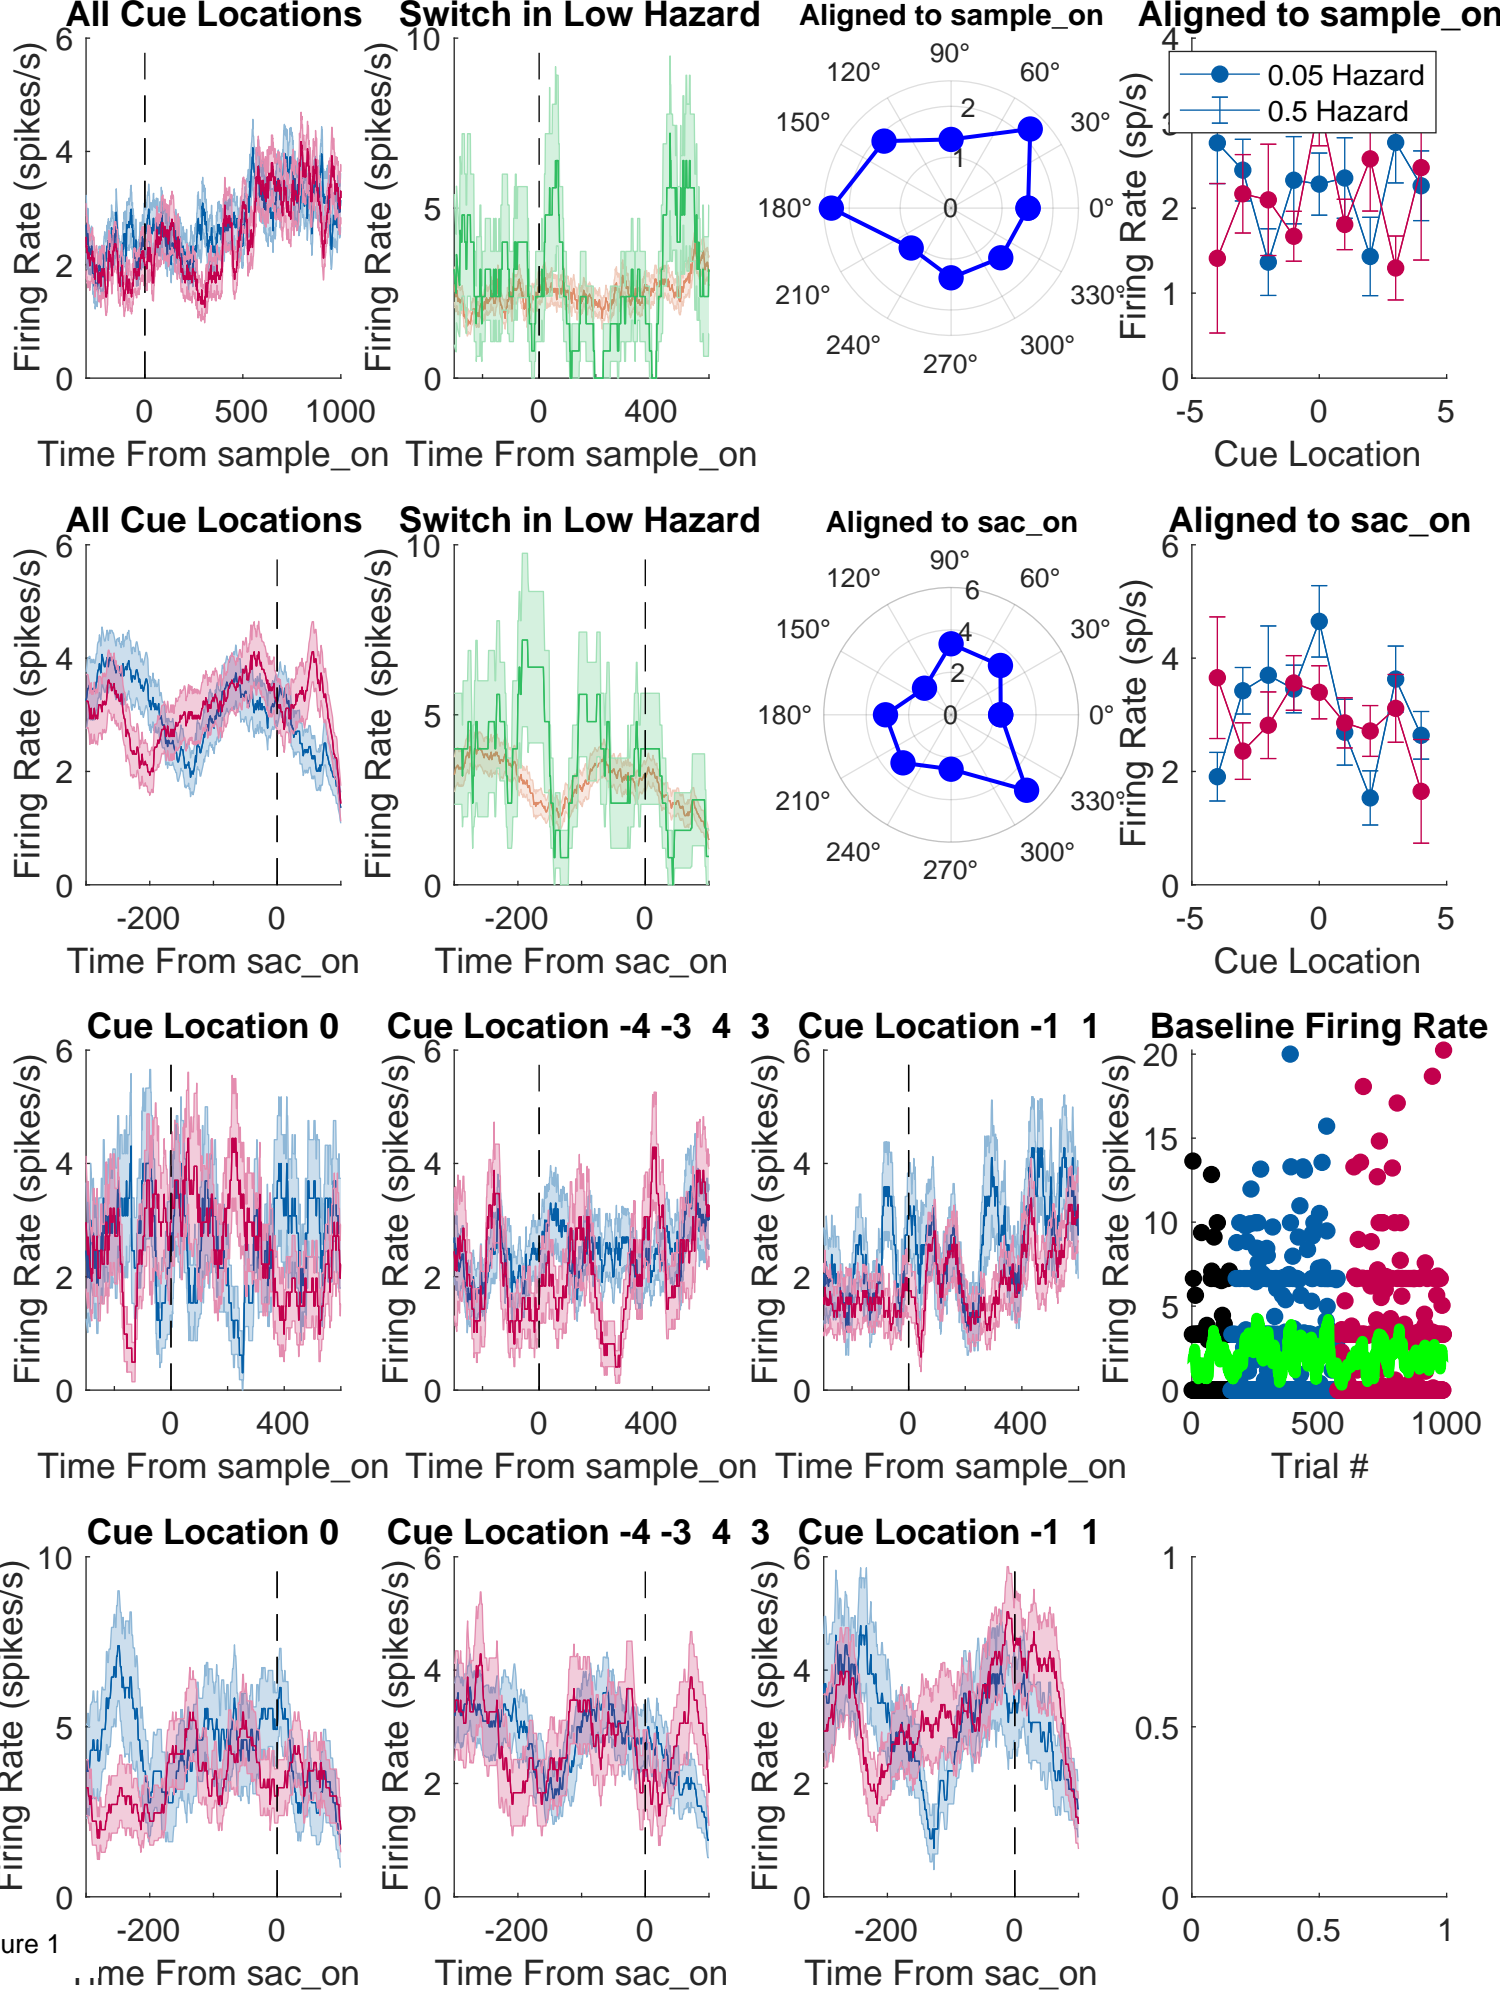 All Cue Locations
Firing Rate (spikes/s)
6
4
2
0
0 500 1000
Time From sample_on
Switch in Low Hazard
Firing Rate (spikes/s)
10
5
0
0 400
Time From sample_on
Aligned to sample_on
90°
120° 60°
150° 30°
180° 0°
210° 330°
240° 300°
270°
2
1
0
Aligned to sample_on
0.05 Hazard
0.5 Hazard
Firing Rate (sp/s)
4
3
2
1
0
-5 0 5
Cue Location
All Cue Locations
Firing Rate (spikes/s)
6
4
2
0
-200 0
Time From sac_on
Switch in Low Hazard
Firing Rate (spikes/s)
10
5
0
-200 0
Time From sac_on
Aligned to sac_on
90°
120° 60°
150° 30°
180° 0°
210° 330°
240° 300°
270°
6
4
2
0
Aligned to sac_on
Firing Rate (sp/s)
6
4
2
0
-5 0 5
Cue Location
Cue Location 0
Firing Rate (spikes/s)
6
4
2
0
0 400
Time From sample_on
Cue Location -4 -3 4 3
Firing Rate (spikes/s)
6
4
2
0
0 400
Time From sample_on
Cue Location -1 1
Firing Rate (spikes/s)
6
4
2
0
0 400
Time From sample_on
Baseline Firing Rate
Firing Rate (spikes/s)
20
15
10
5
0
0 500 1000
Trial #
Cue Location 0
Firing Rate (spikes/s)
10
5
0
-200 0
Time From sac_on
Cue Location -4 -3 4 3
Firing Rate (spikes/s)
6
4
2
0
-200 0
Time From sac_on
Cue Location -1 1
Firing Rate (spikes/s)
6
4
2
0
-200 0
Time From sac_on
1
0.5
0
0 0.5 1
ure 1